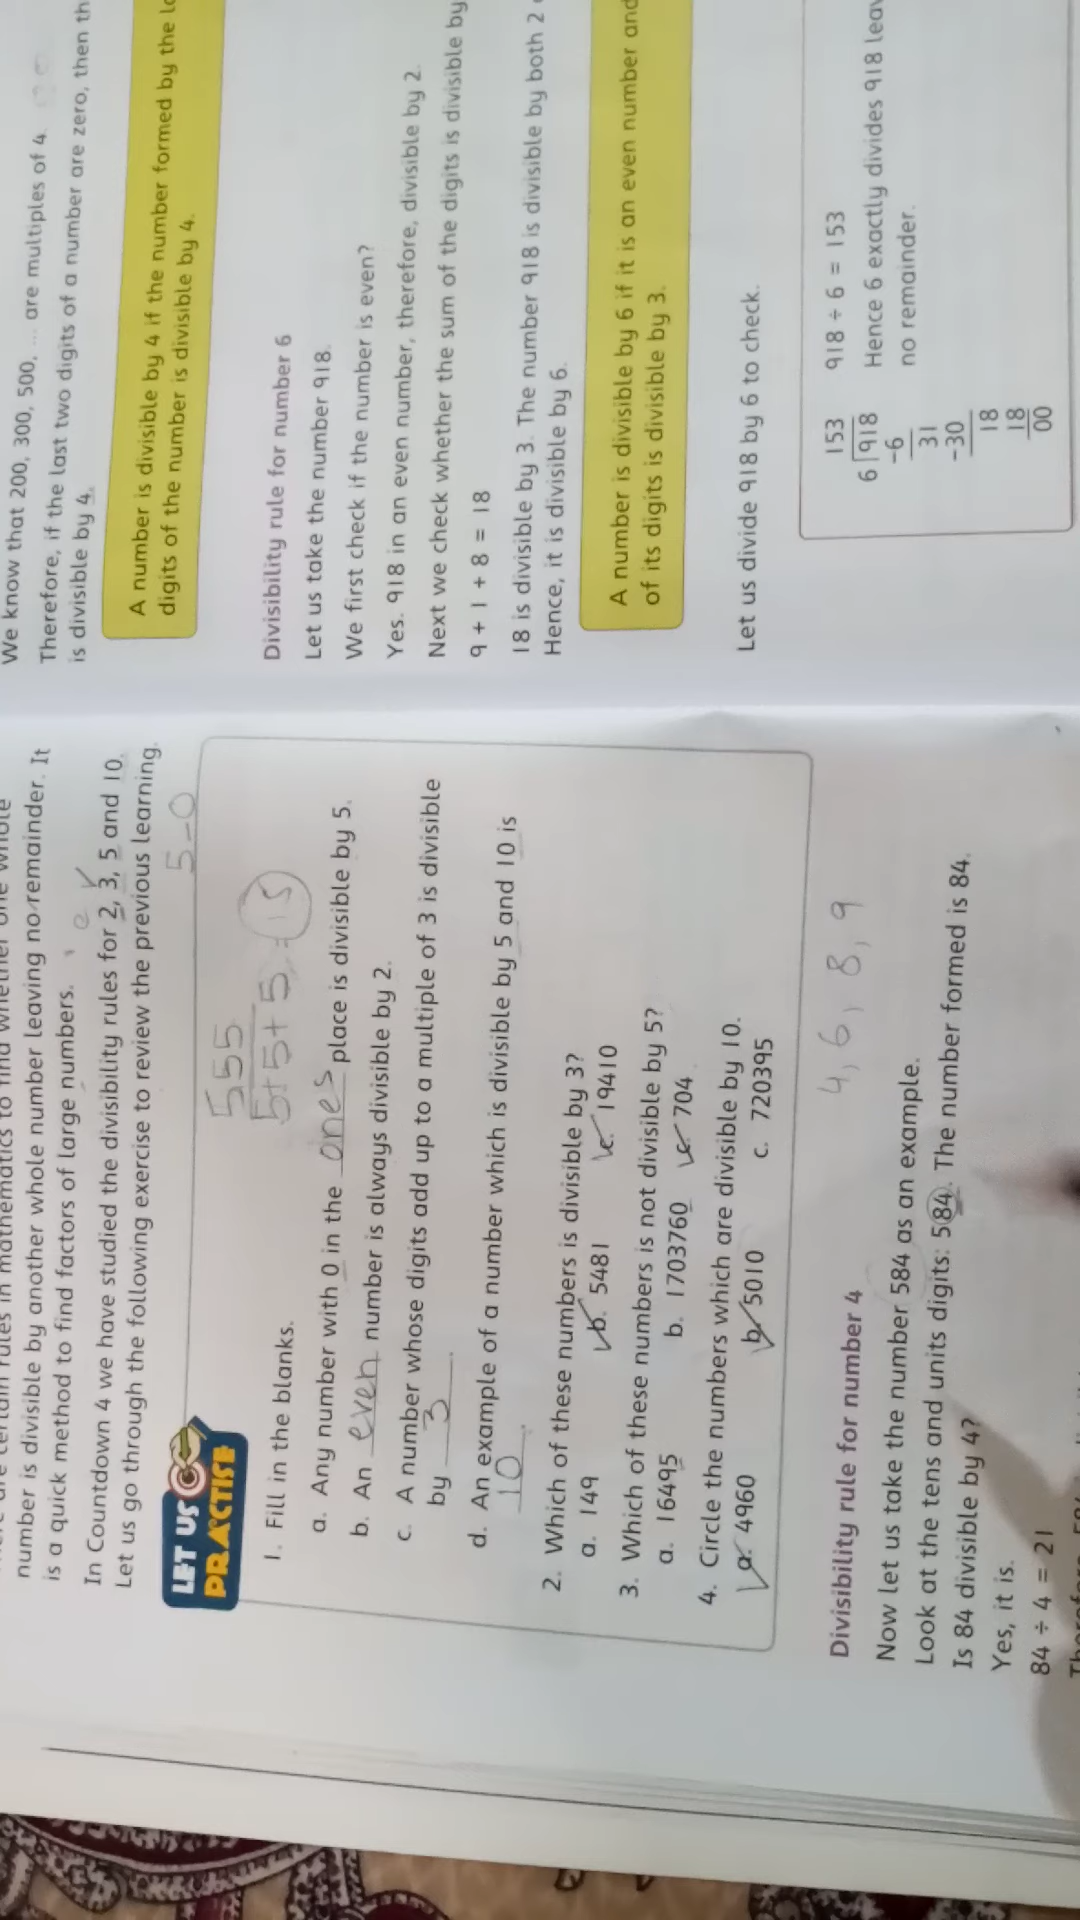 number is divisible by another whole number leaving no remainder. It
is a quick method to find factors of large numbers.
In Countdown 4 we have studied the divisibility rules for 2, 3, 5 and 10.
Let us go through the following exercise to review the previous learning.
5-0
LET US
PRACTISE
555
5+5+5=15
1. Fill in the blanks.
a. Any number with 0 in the ones place is divisible by 5.
b. An even number is always divisible by 2.
c. A number whose digits add up to a multiple of 3 is divisible
by 3.
d. An example of a number which is divisible by 5 and 10 is
10.
2. Which of these numbers is divisible by 3?
a. 149 b. 5481 c. 19410
3. Which of these numbers is not divisible by 5?
a. 16495 b. 1703760 c. 704
4. Circle the numbers which are divisible by 10.
a. 4960 b. 5010 c. 720395
4, 6, 8, 9
Divisibility rule for number 4
Now let us take the number 584 as an example.
Look at the tens and units digits: 584. The number formed is 84.
Is 84 divisible by 4?
Yes, it is.
84 ÷ 4 = 21
We know that 200, 300, 500, ... are multiples of 4.
Therefore, if the last two digits of a number are zero, then
is divisible by 4.
A number is divisible by 4 if the number formed by the
digits of the number is divisible by 4.
Divisibility rule for number 6
Let us take the number 918.
We first check if the number is even?
Yes. 918 in an even number, therefore, divisible by 2.
Next we check whether the sum of the digits is divisible by
9 + 1 + 8 = 18
18 is divisible by 3. The number 918 is divisible by both 2
Hence, it is divisible by 6.
A number is divisible by 6 if it is an even number and
of its digits is divisible by 3.
Let us divide 918 by 6 to check.
153 918 ÷ 6 = 153
6 918 Hence 6 exactly divides 918
-6 no remainder.
31
-30
18
18
00